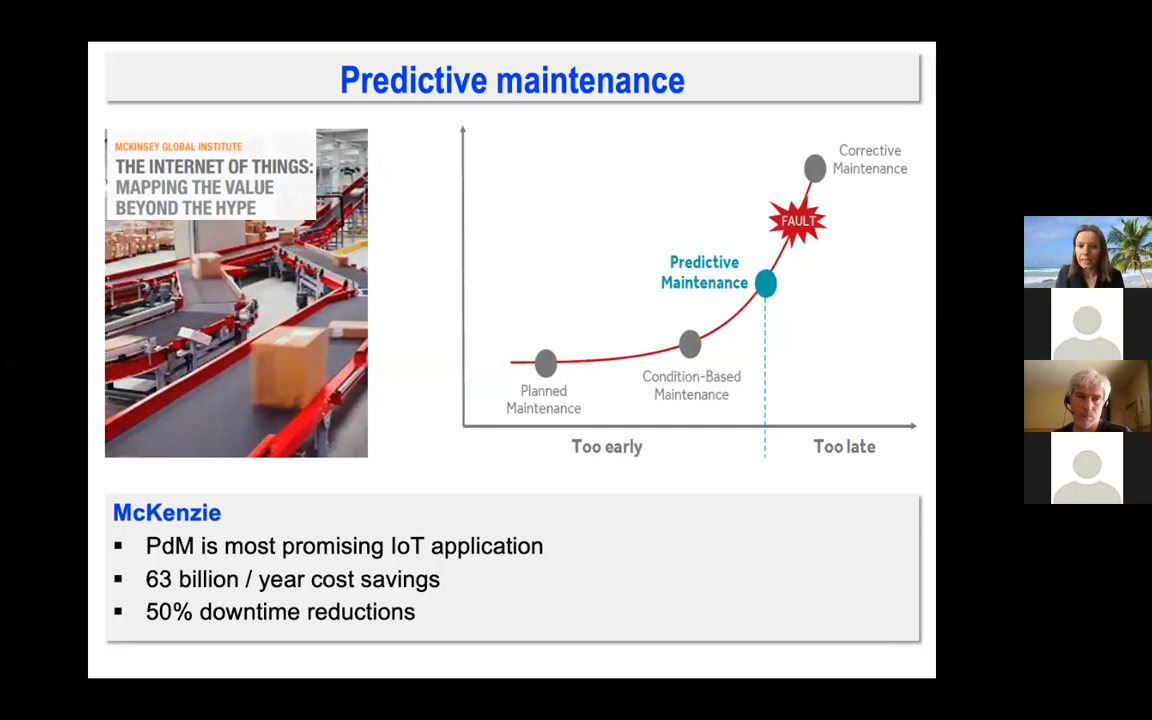 Predictive maintenance
MCKINSEY GLOBAL INSTITUTE
THE INTERNET OF THINGS:
MAPPING THE VALUE
BEYOND THE HYPE
Corrective
Maintenance
FAULT
Predictive
Maintenance
Condition-Based
Maintenance
Planned
Maintenance
Too early
Too late
McKenzie
▪ PdM is most promising IoT application
▪ 63 billion / year cost savings
▪ 50% downtime reductions